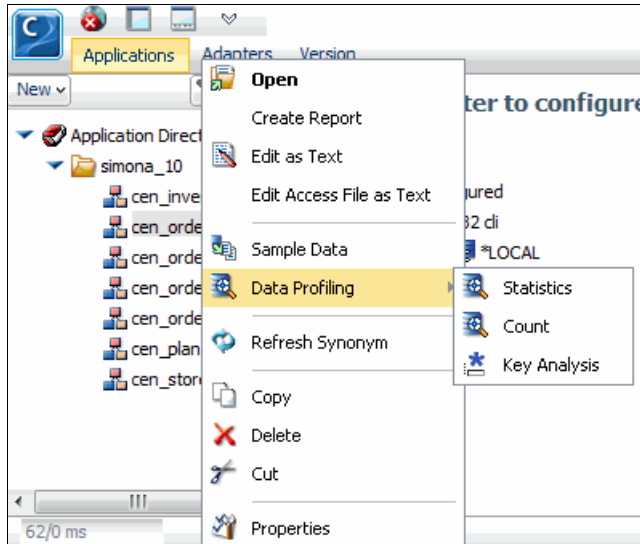 Applications Adapters Version
New
Application Direct
simona_10
cen_inve
cen_orde
cen_orde
cen_orde
cen_orde
cen_plan
cen_stor
Open
Create Report
Edit as Text
Edit Access File as Text
Sample Data
Data Profiling
Refresh Synonym
Copy
Delete
Cut
Properties
Statistics
Count
Key Analysis
ter to configure
ured
32 cli
*LOCAL
62/0 ms